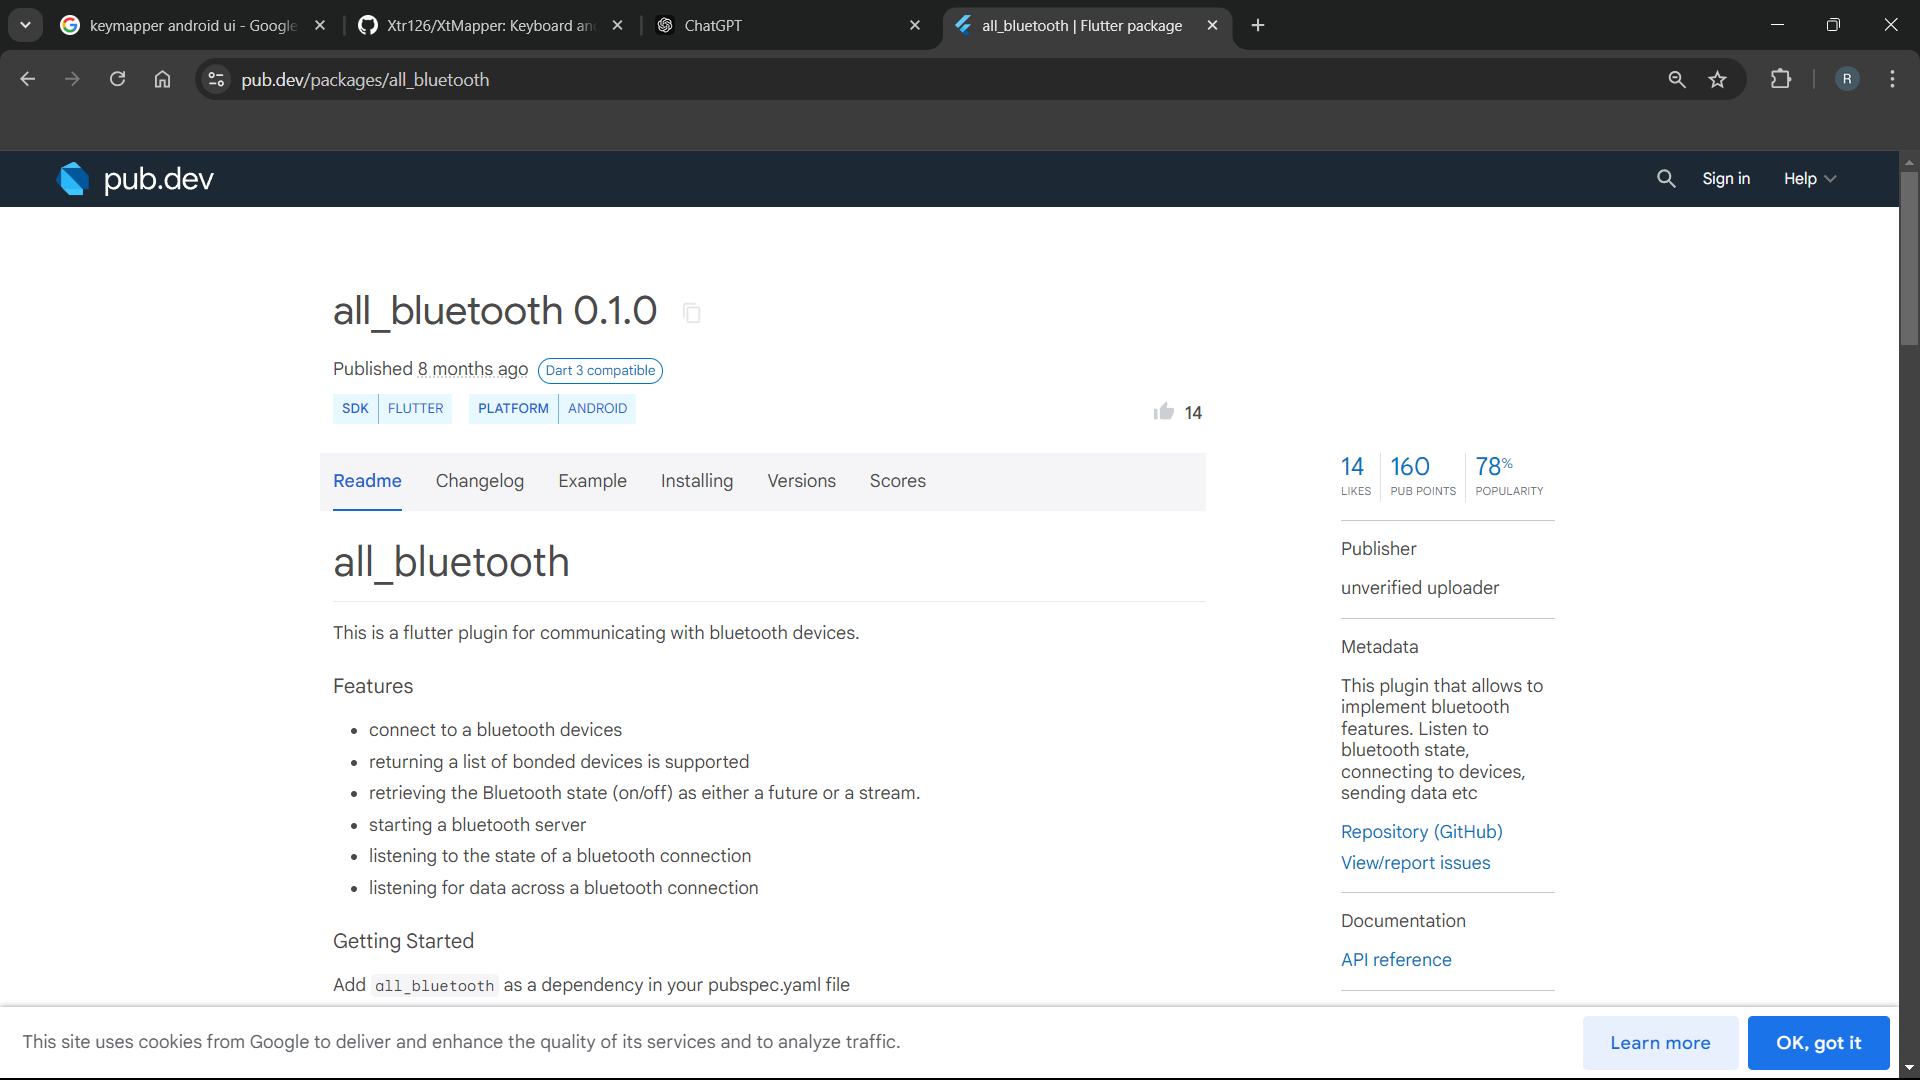 keymapper android ui - Google
Xtr126/XtMapper: Keyboard an
ChatGPT
all_bluetooth | Flutter package
pub.dev/packages/all_bluetooth
R
pub.dev
Sign in
Help
all_bluetooth 0.1.0
Published 8 months ago
Dart 3 compatible
SDK FLUTTER
PLATFORM ANDROID
14
Readme
Changelog
Example
Installing
Versions
Scores
all_bluetooth
This is a flutter plugin for communicating with bluetooth devices.
Features
• connect to a bluetooth devices
• returning a list of bonded devices is supported
• retrieving the Bluetooth state (on/off) as either a future or a stream.
• starting a bluetooth server
• listening to the state of a bluetooth connection
• listening for data across a bluetooth connection
Getting Started
Add all_bluetooth as a dependency in your pubspec.yaml file
14
LIKES
160
PUB POINTS
78%
POPULARITY
Publisher
unverified uploader
Metadata
This plugin that allows to
implement bluetooth
features. Listen to
bluetooth state,
connecting to devices,
sending data etc
Repository (GitHub)
View/report issues
Documentation
API reference
This site uses cookies from Google to deliver and enhance the quality of its services and to analyze traffic.
Learn more
OK, got it